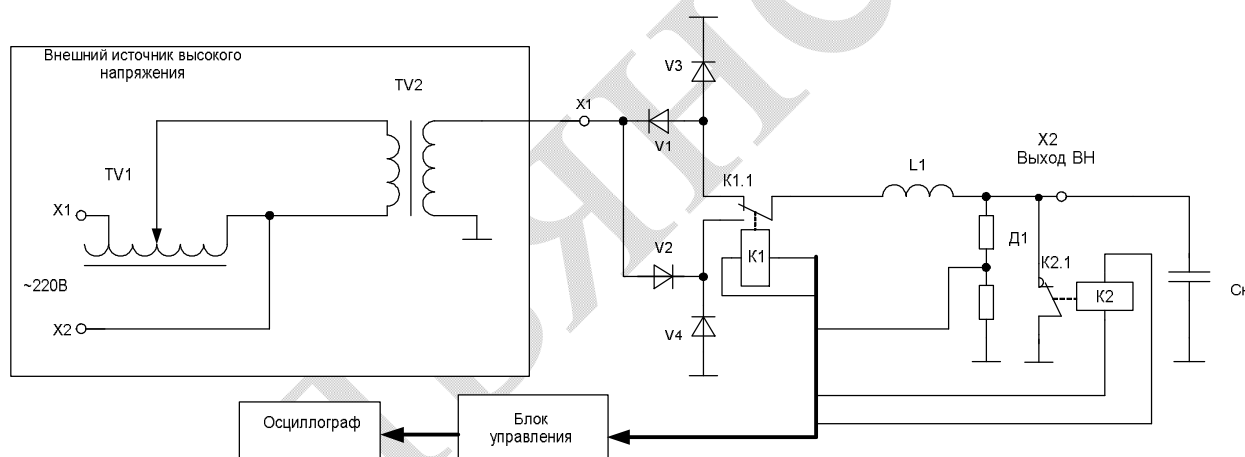 Внешний источник высокого
напряжения
TV2
TV1
X1
~220В
X2
X1
V3
V1
V2
V4
К1.1
К1
L1
X2
Выход ВН
Д1
К2.1
К2
Осциллограф
Блок
управления